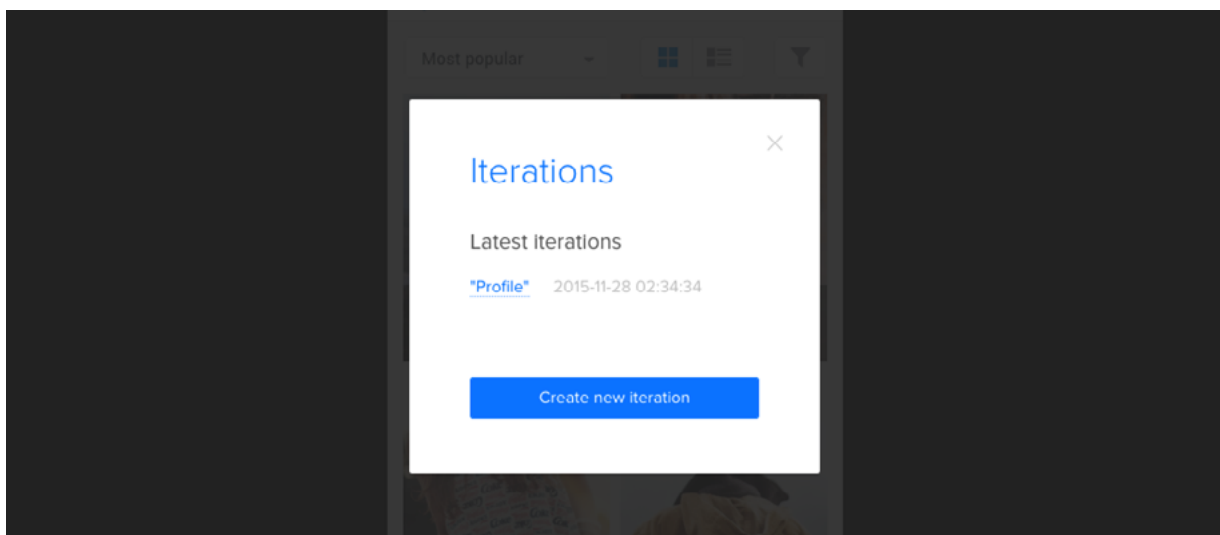 Most popular
Iterations
Latest iterations
"Profile" 2015-11-28 02:34:34
Create new iteration